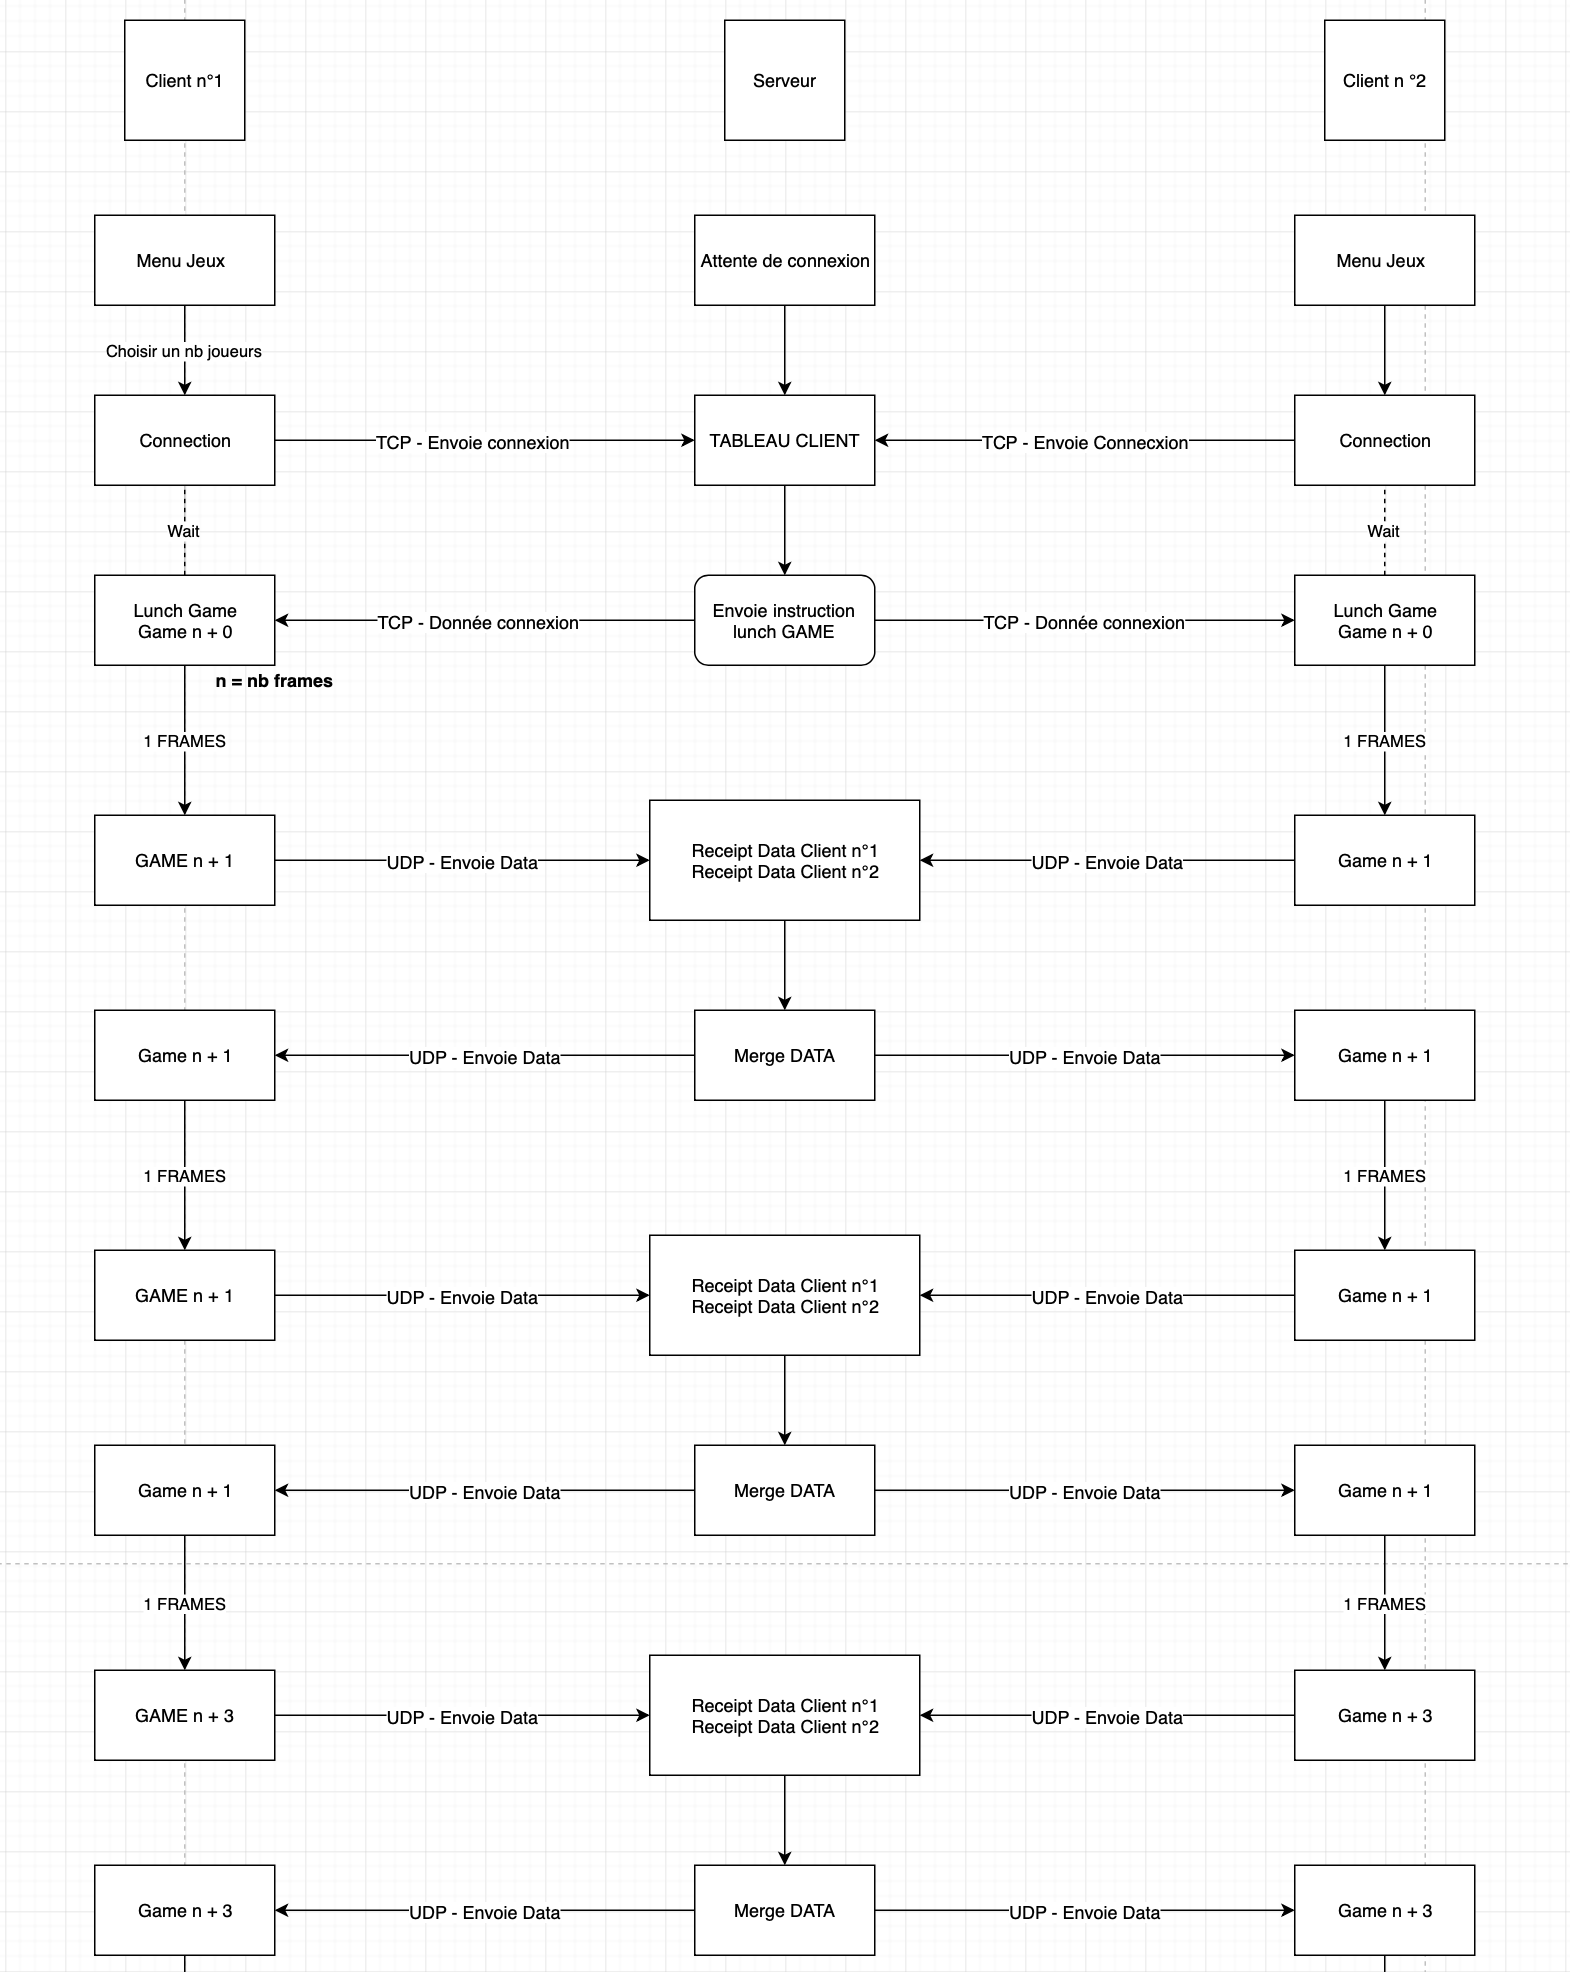 Client n°1
Serveur
Client n °2
Menu Jeux
Attente de connexion
Menu Jeux
Choisir un nb joueurs
Connection
TCP - Envoie connexion
TABLEAU CLIENT
TCP - Envoie Connecxion
Connection
Wait
Wait
Lunch Game
Game n + 0
TCP - Donnée connexion
Envoie instruction
lunch GAME
TCP - Donnée connexion
Lunch Game
Game n + 0
n = nb frames
1 FRAMES
1 FRAMES
GAME n + 1
UDP - Envoie Data
Receipt Data Client n°1
Receipt Data Client n°2
UDP - Envoie Data
Game n + 1
Game n + 1
UDP - Envoie Data
Merge DATA
UDP - Envoie Data
Game n + 1
1 FRAMES
1 FRAMES
GAME n + 1
UDP - Envoie Data
Receipt Data Client n°1
Receipt Data Client n°2
UDP - Envoie Data
Game n + 1
Game n + 1
UDP - Envoie Data
Merge DATA
UDP - Envoie Data
Game n + 1
1 FRAMES
1 FRAMES
GAME n + 3
UDP - Envoie Data
Receipt Data Client n°1
Receipt Data Client n°2
UDP - Envoie Data
Game n + 3
Game n + 3
UDP - Envoie Data
Merge DATA
UDP - Envoie Data
Game n + 3